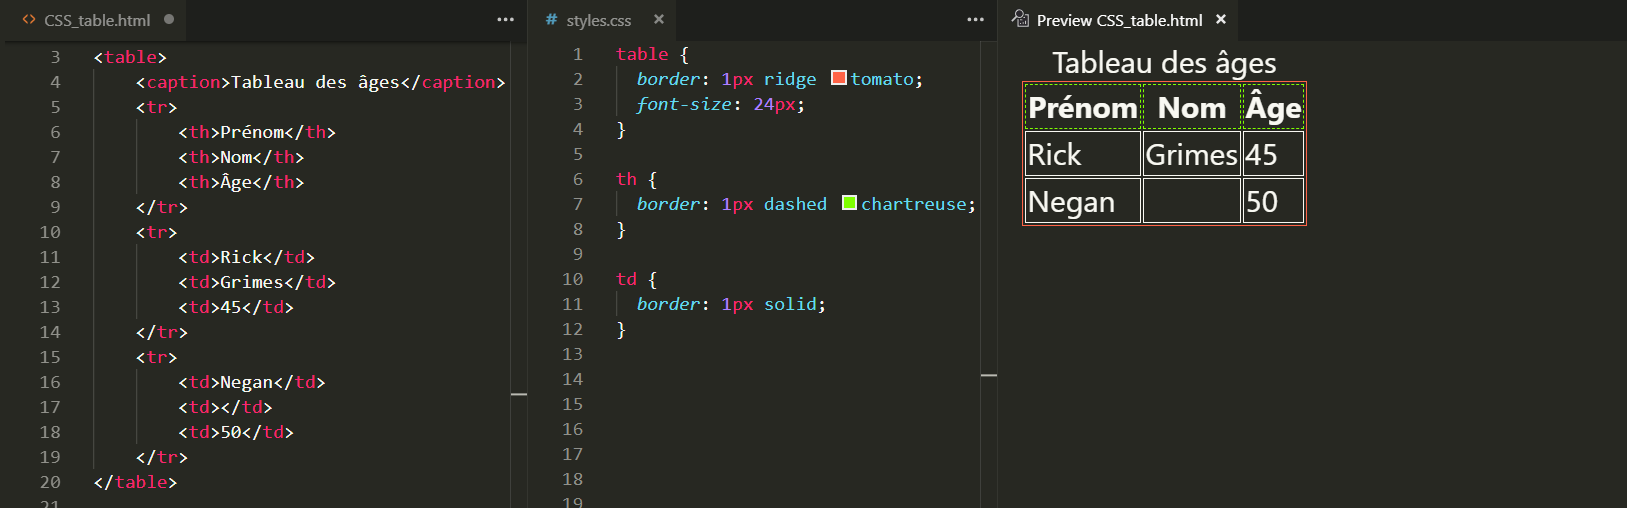 CSS_table.html
3 <table>
4 <caption>Tableau des âges</caption>
5 <tr>
6 <th>Prénom</th>
7 <th>Nom</th>
8 <th>Âge</th>
9 </tr>
10 <tr>
11 <td>Rick</td>
12 <td>Grimes</td>
13 <td>45</td>
14 </tr>
15 <tr>
16 <td>Negan</td>
17 <td></td>
18 <td>50</td>
19 </tr>
20 </table>
21
# styles.css
1 table {
2 border: 1px ridge tomato;
3 font-size: 24px;
4 }
5
6 th {
7 border: 1px dashed chartreuse;
8 }
9
10 td {
11 border: 1px solid;
12 }
13
14
15
16
17
18
19
Preview CSS_table.html
Tableau des âges
Prénom Nom Âge
Rick Grimes 45
Negan 50